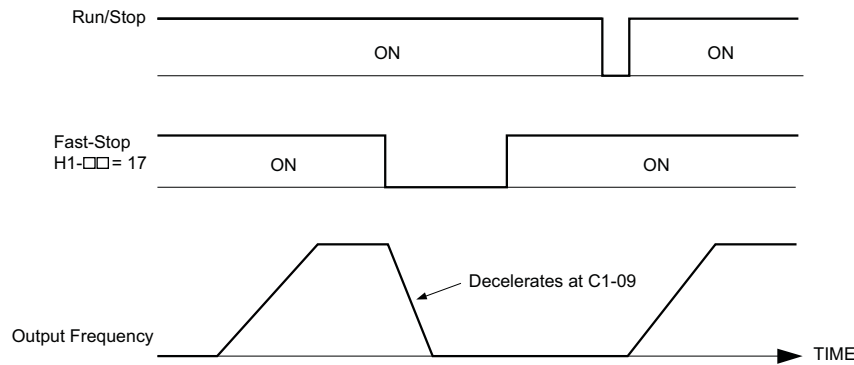 Run/Stop
ON
ON
Fast-Stop
H1-□□= 17
ON
ON
Decelerates at C1-09
Output Frequency
TIME